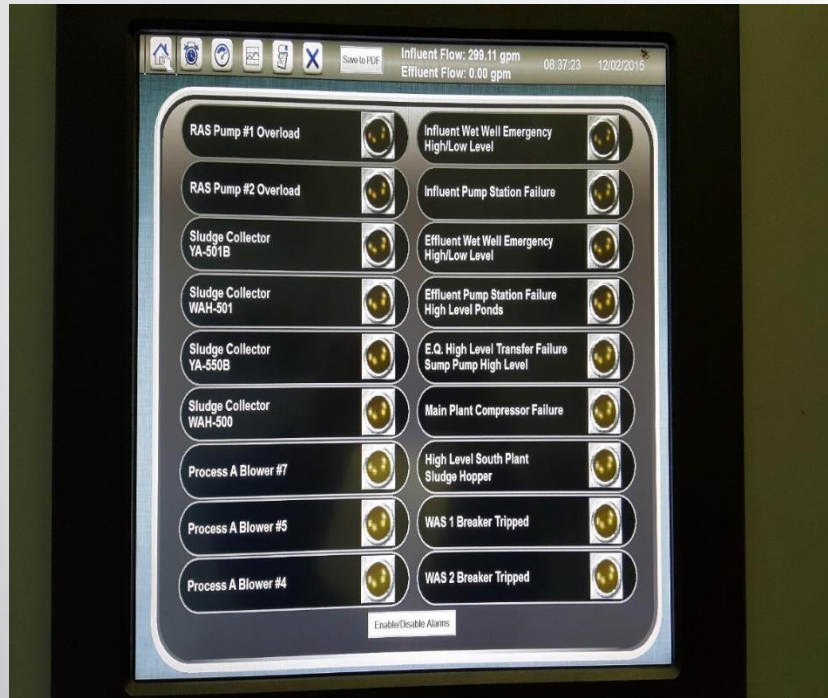 Save to PDF
Influent Flow: 299.11 gpm
Effluent Flow: 0.00 gpm
08:37:23
12/02/2015
RAS Pump #1 Overload
RAS Pump #2 Overload
Sludge Collector
YA-501B
Sludge Collector
WAH-501
Sludge Collector
YA-550B
Sludge Collector
WAH-500
Process A Blower #7
Process A Blower #5
Process A Blower #4
Influent Wet Well Emergency
High/Low Level
Influent Pump Station Failure
Effluent Wet Well Emergency
High/Low Level
Effluent Pump Station Failure
High Level Ponds
E.Q. High Level Transfer Failure
Sump Pump High Level
Main Plant Compressor Failure
High Level South Plant
Sludge Hopper
WAS 1 Breaker Tripped
WAS 2 Breaker Tripped
Enable/Disable Alarms